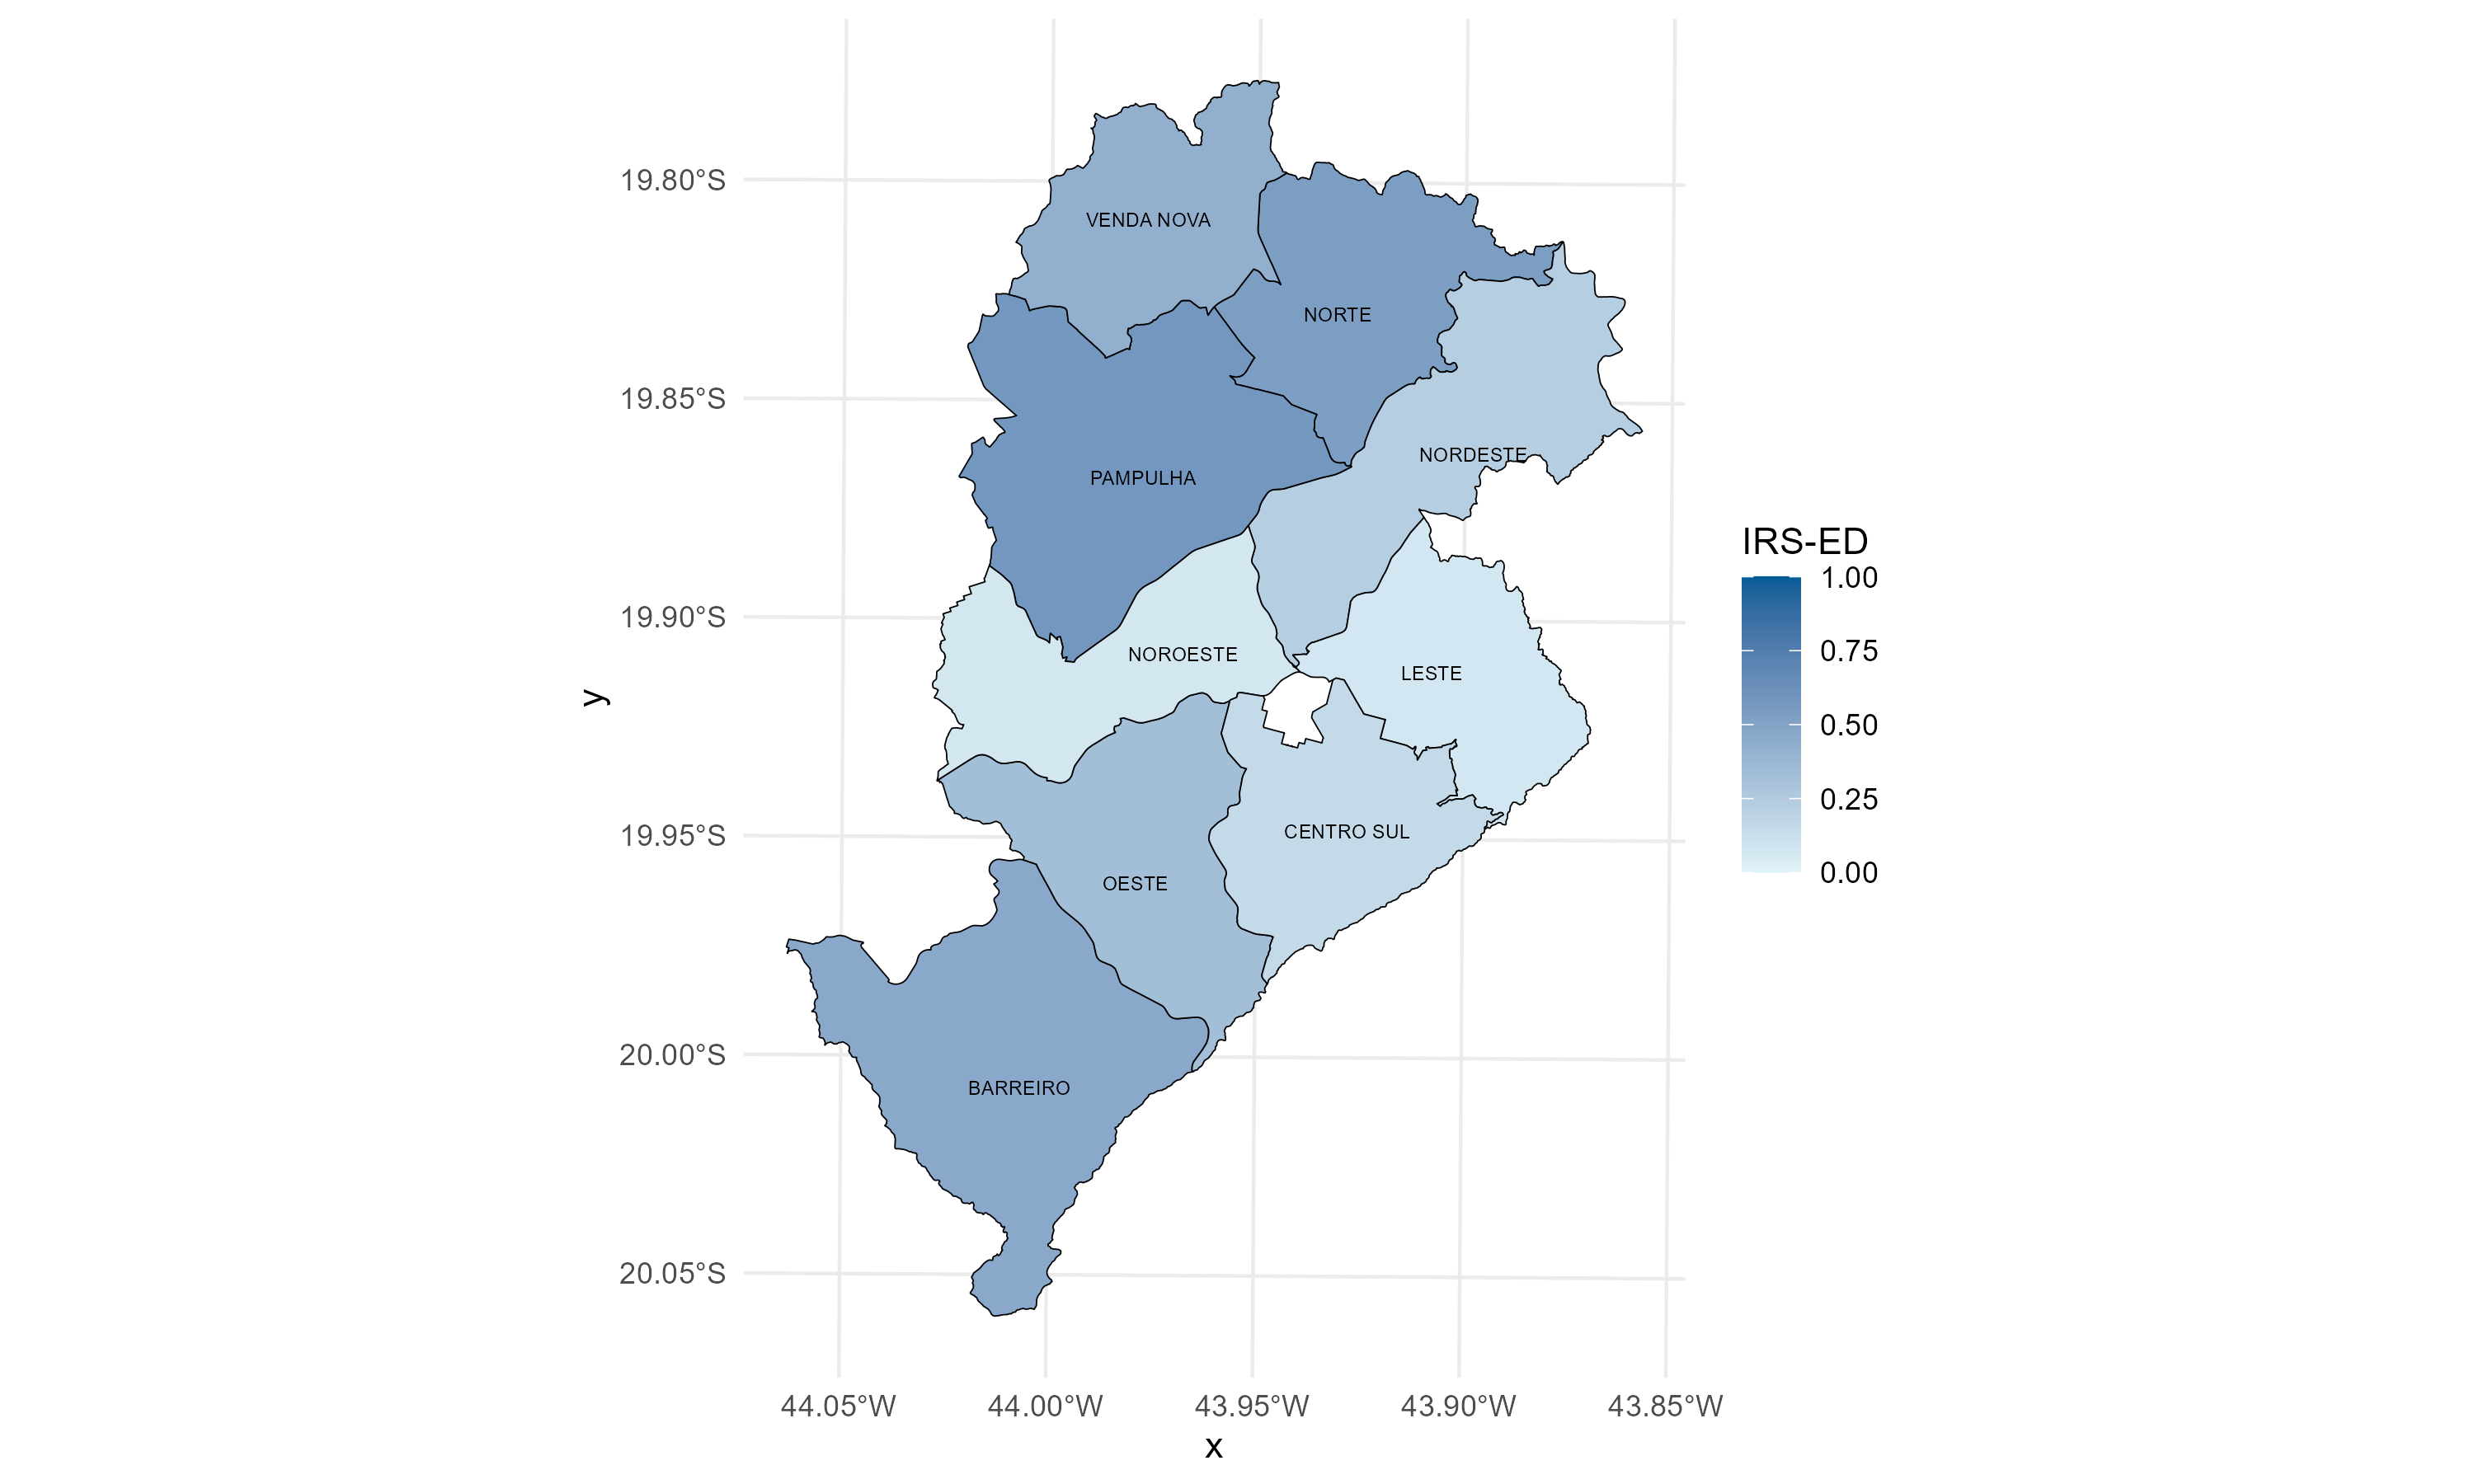 19.80°S
19.85°S
19.90°S
19.95°S
20.00°S
20.05°S
y
VENDA NOVA
NORTE
NORDESTE
PAMPULHA
NOROESTE
LESTE
CENTRO SUL
OESTE
BARREIRO
44.05°W
44.00°W
43.95°W
43.90°W
43.85°W
x
IRS-ED
1.00
0.75
0.50
0.25
0.00